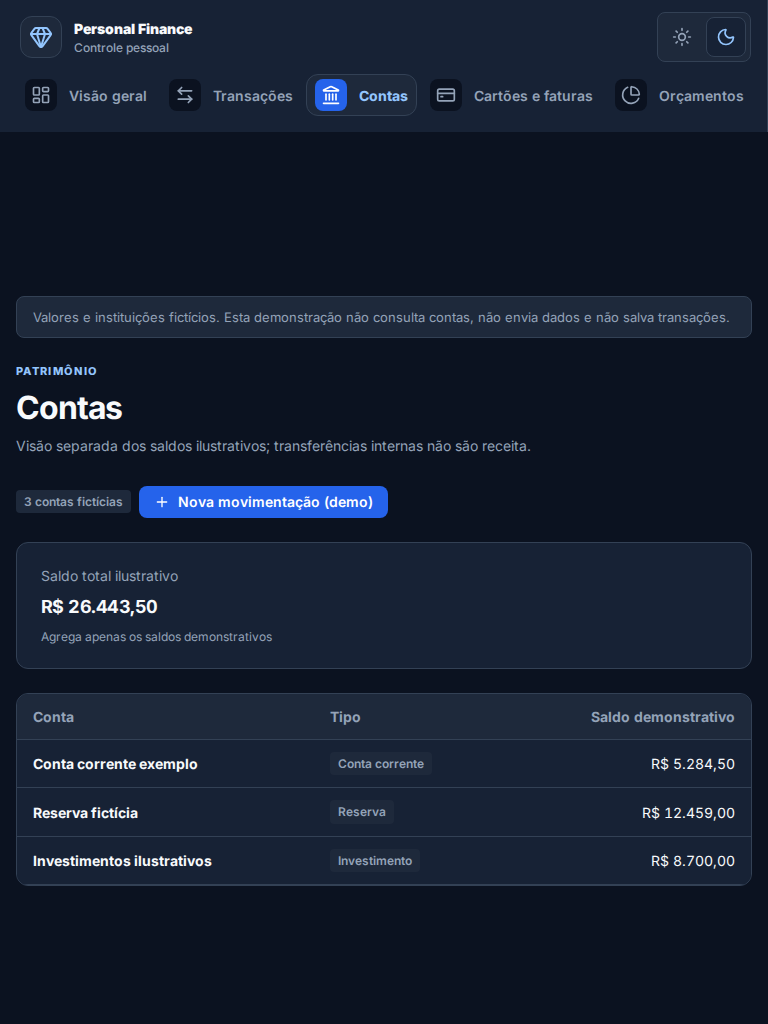 Personal Finance
Controle pessoal
Visão geral
Transações
Contas
Cartões e faturas
Orçamentos
Valores e instituições fictícios. Esta demonstração não consulta contas, não envia dados e não salva transações.
PATRIMÔNIO
Contas
Visão separada dos saldos ilustrativos; transferências internas não são receita.
3 contas fictícias
Nova movimentação (demo)
Saldo total ilustrativo
R$ 26.443,50
Agrega apenas os saldos demonstrativos
Conta Tipo Saldo demonstrativo
Conta corrente exemplo Conta corrente R$ 5.284,50
Reserva fictícia Reserva R$ 12.459,00
Investimentos ilustrativos Investimento R$ 8.700,00